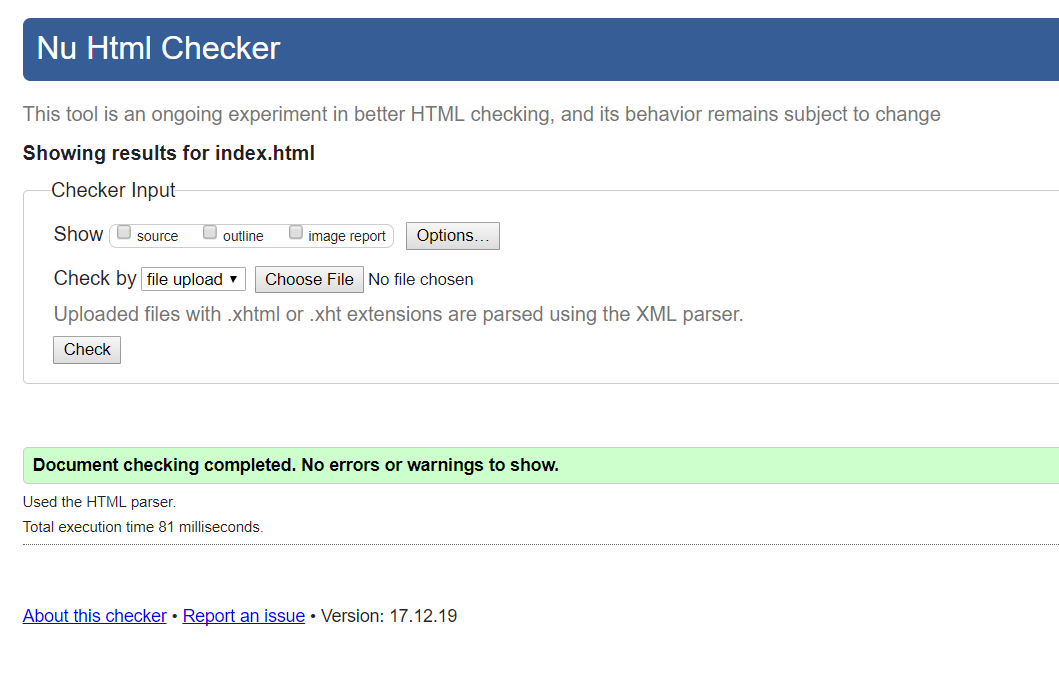 Nu Html Checker
This tool is an ongoing experiment in better HTML checking, and its behavior remains subject to change
Showing results for index.html
Checker Input
Show source outline image report Options…
Check by file upload Choose File No file chosen
Uploaded files with .xhtml or .xht extensions are parsed using the XML parser.
Check
Document checking completed. No errors or warnings to show.
Used the HTML parser.
Total execution time 81 milliseconds.
About this checker • Report an issue • Version: 17.12.19